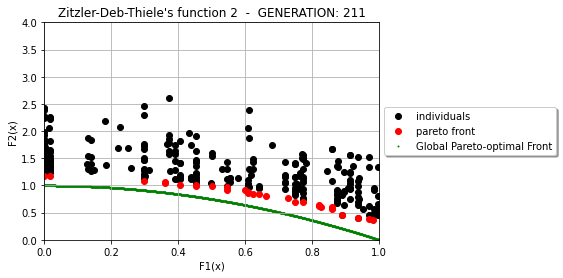 Zitzler-Deb-Thiele's function 2 - GENERATION: 211
4.0
3.5
3.0
2.5
2.0
1.5
1.0
0.5
0.0
F2(x)
0.0 0.2 0.4 0.6 0.8 1.0
F1(x)
individuals
pareto front
Global Pareto-optimal Front